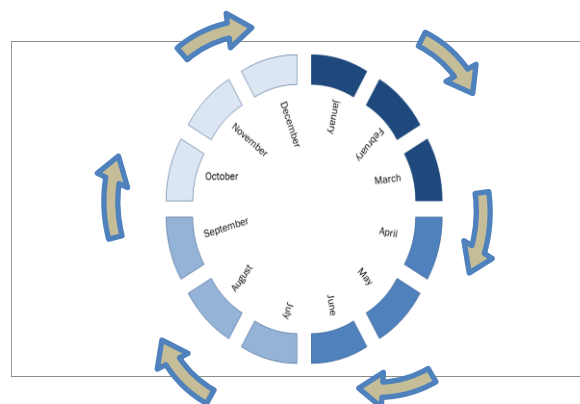 january
February
March
April
May
June
July
August
September
October
November
December